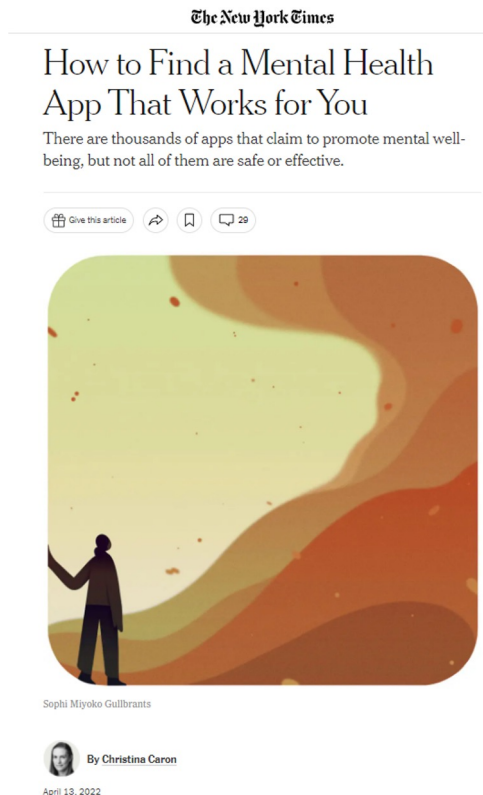 The New York Times
How to Find a Mental Health
App That Works for You
There are thousands of apps that claim to promote mental well-
being, but not all of them are safe or effective.
Give this article
29
Sophi Miyoko Gullbrants
By Christina Caron
April 13, 2022